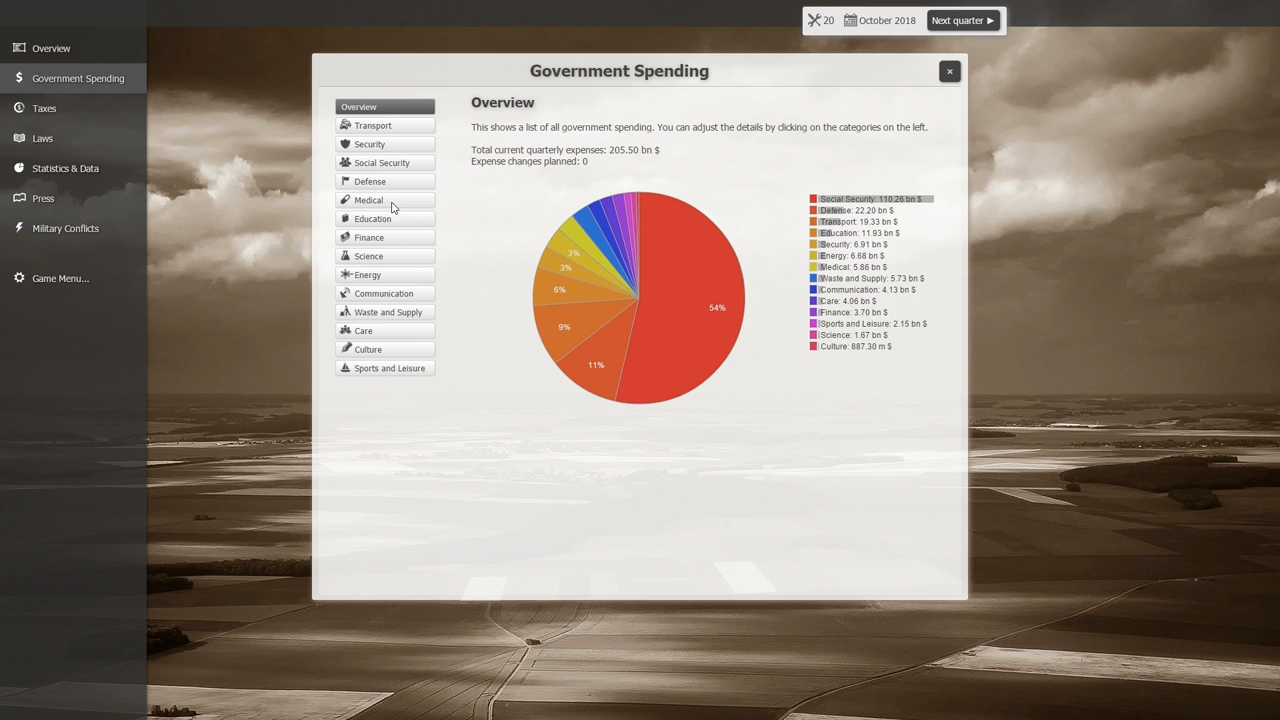 20 October 2018 Next quarter ▶
Overview
Government Spending
Taxes
Laws
Statistics & Data
Press
Military Conflicts
Game Menu...
Government Spending
×
Overview
Transport
Security
Social Security
Defense
Medical
Education
Finance
Science
Energy
Communication
Waste and Supply
Care
Culture
Sports and Leisure
Overview
This shows a list of all government spending. You can adjust the details by clicking on the categories on the left.
Total current quarterly expenses: 205.50 bn $
Expense changes planned: 0
3%
3%
6%
9%
11%
54%
Social Security: 110.26 bn $
Defense: 22.20 bn $
Transport: 19.33 bn $
Education: 11.93 bn $
Security: 6.91 bn $
Energy: 6.68 bn $
Medical: 5.86 bn $
Waste and Supply: 5.73 bn $
Communication: 4.13 bn $
Care: 4.06 bn $
Finance: 3.70 bn $
Sports and Leisure: 2.15 bn $
Science: 1.67 bn $
Culture: 887.30 m $